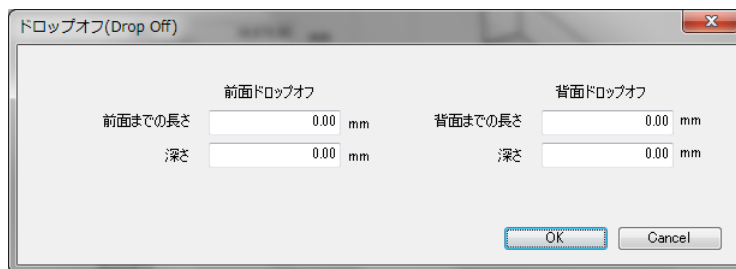 ドロップオフ(Drop Off)
前面ドロップオフ 背面ドロップオフ
前面までの長さ 0.00 mm 背面までの長さ 0.00 mm
深さ 0.00 mm 深さ 0.00 mm
OK Cancel